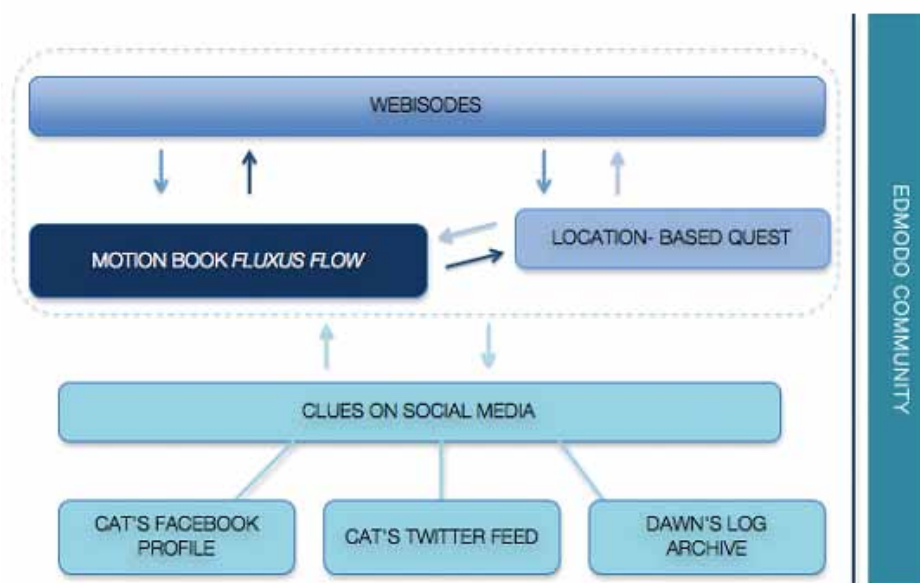 WEBISODES
MOTION BOOK FLUXUS FLOW
LOCATION- BASED QUEST
CLUES ON SOCIAL MEDIA
CAT'S FACEBOOK
PROFILE
CAT'S TWITTER FEED
DAWN'S LOG
ARCHIVE
EDMODO COMMUNITY